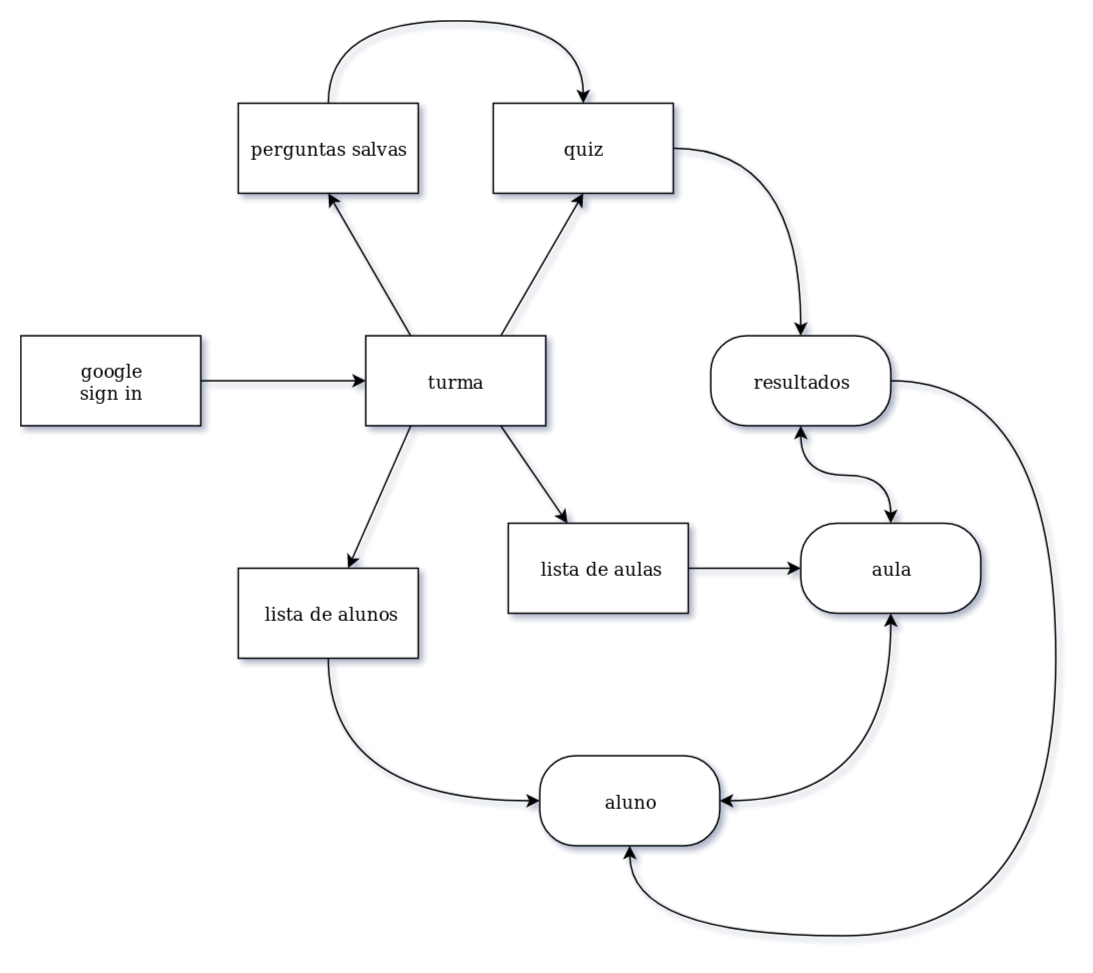 perguntas salvas
quiz
google
sign in
turma
resultados
lista de aulas
aula
lista de alunos
aluno